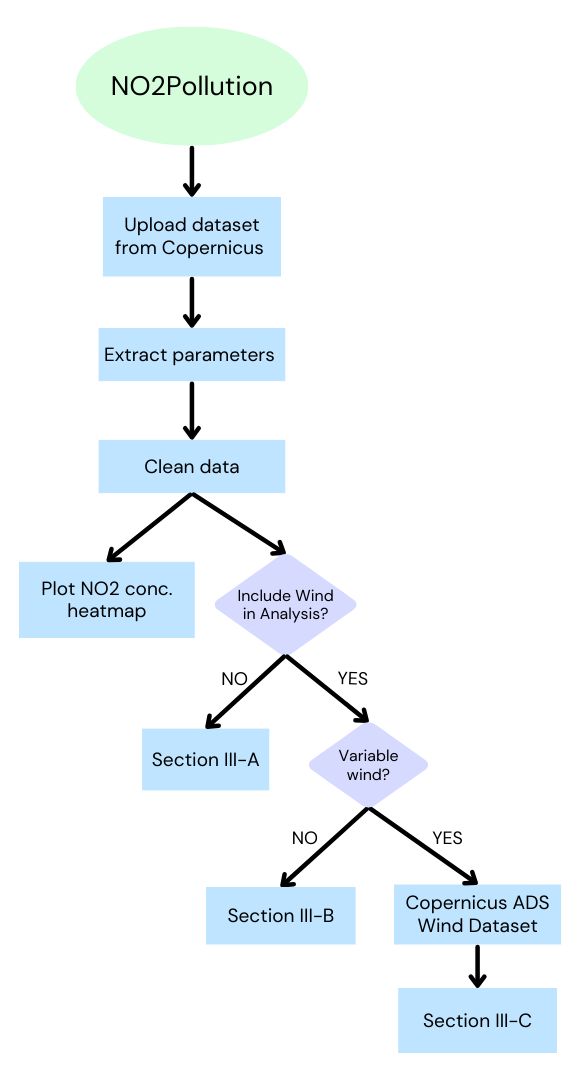 NO2Pollution
Upload dataset
from Copernicus
Extract parameters
Clean data
Plot NO2 conc.
heatmap
Include Wind
in Analysis?
NO
YES
Section III-A
Variable
wind?
NO
YES
Section III-B
Copernicus ADS
Wind Dataset
Section III-C